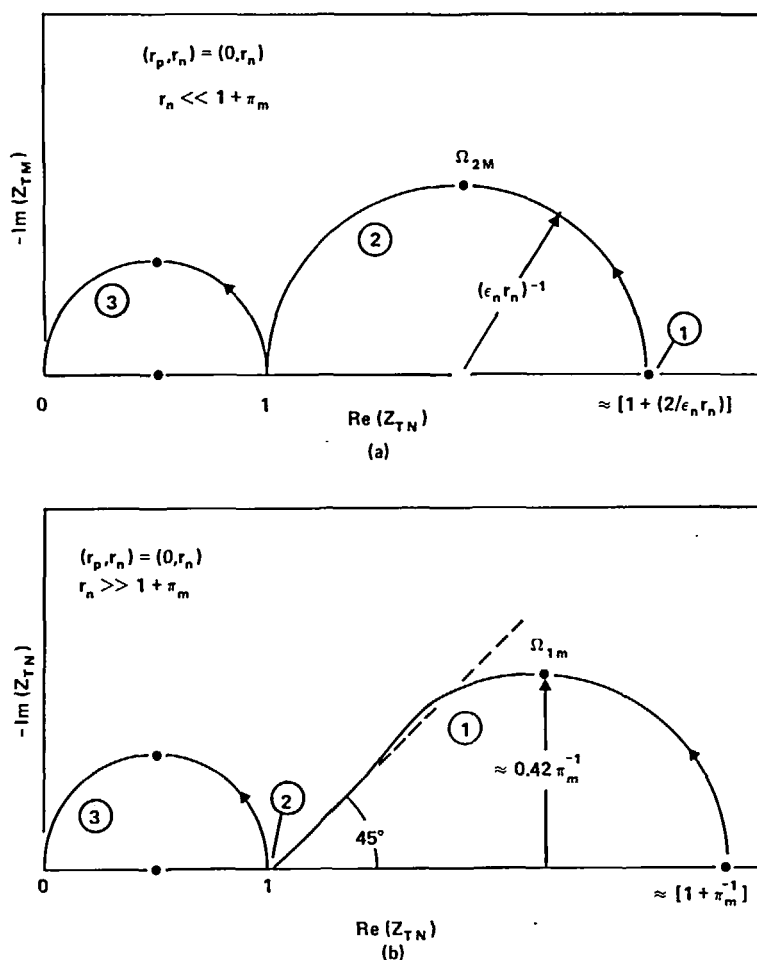 (r_p, r_n) = (0, r_n)
r_n << 1 + π_m
-Im (Z_TM)
Ω_2M
②
③
(ϵ_n r_n)^-1
①
0
1
≈ [1 + (2/ϵ_n r_n)]
Re (Z_TN)
(a)
(r_p, r_n) = (0, r_n)
r_n >> 1 + π_m
-Im (Z_TN)
Ω_1m
①
≈ 0.42 π_m^-1
②
③
45°
0
1
≈ [1 + π_m^-1]
Re (Z_TN)
(b)